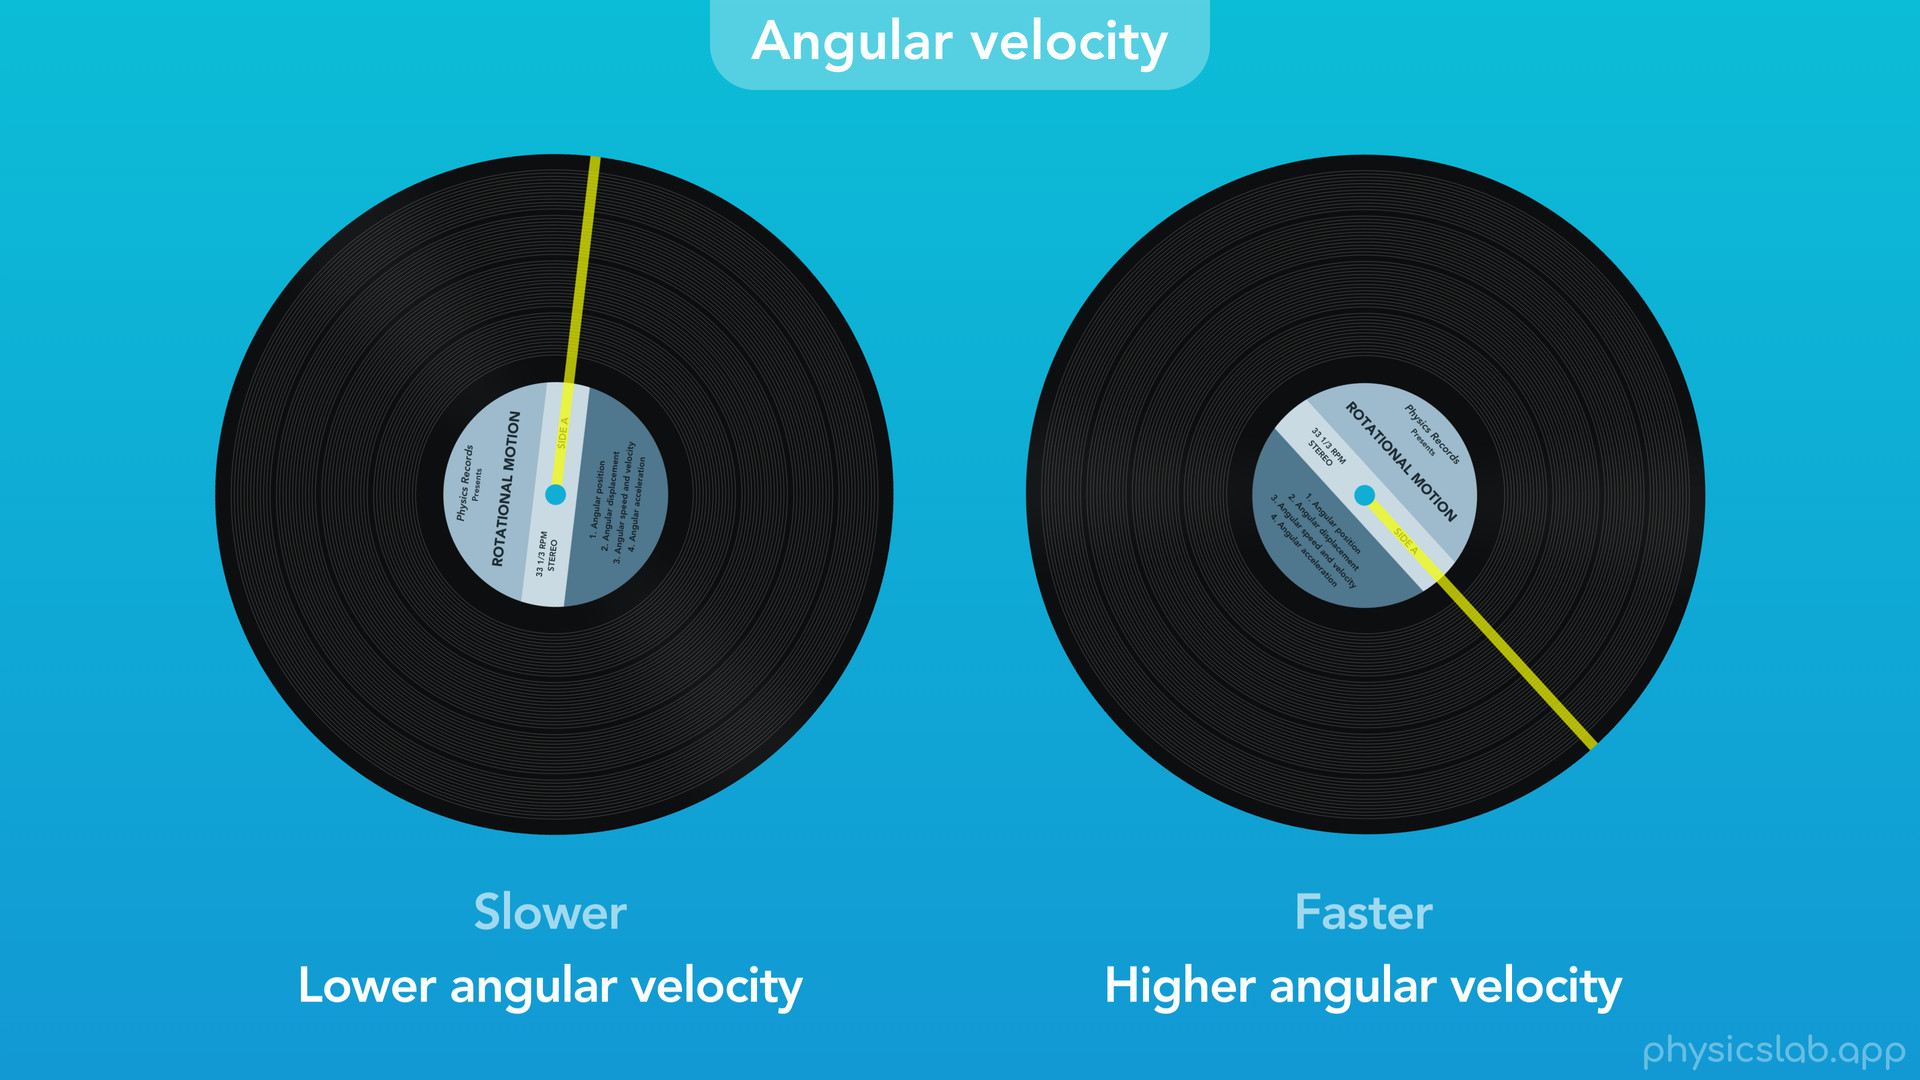 Angular velocity
Physics Records
Presents
ROTATIONAL MOTION
SIDE A
33 1/3 RPM
STEREO
1. Angular position
2. Angular displacement
3. Angular speed and velocity
4. Angular acceleration
Physics Records
Presents
ROTATIONAL MOTION
33 1/3 RPM
STEREO
SIDE A
1. Angular position
2. Angular displacement
3. Angular speed and velocity
4. Angular acceleration
Slower
Lower angular velocity
Faster
Higher angular velocity
physicslab.app